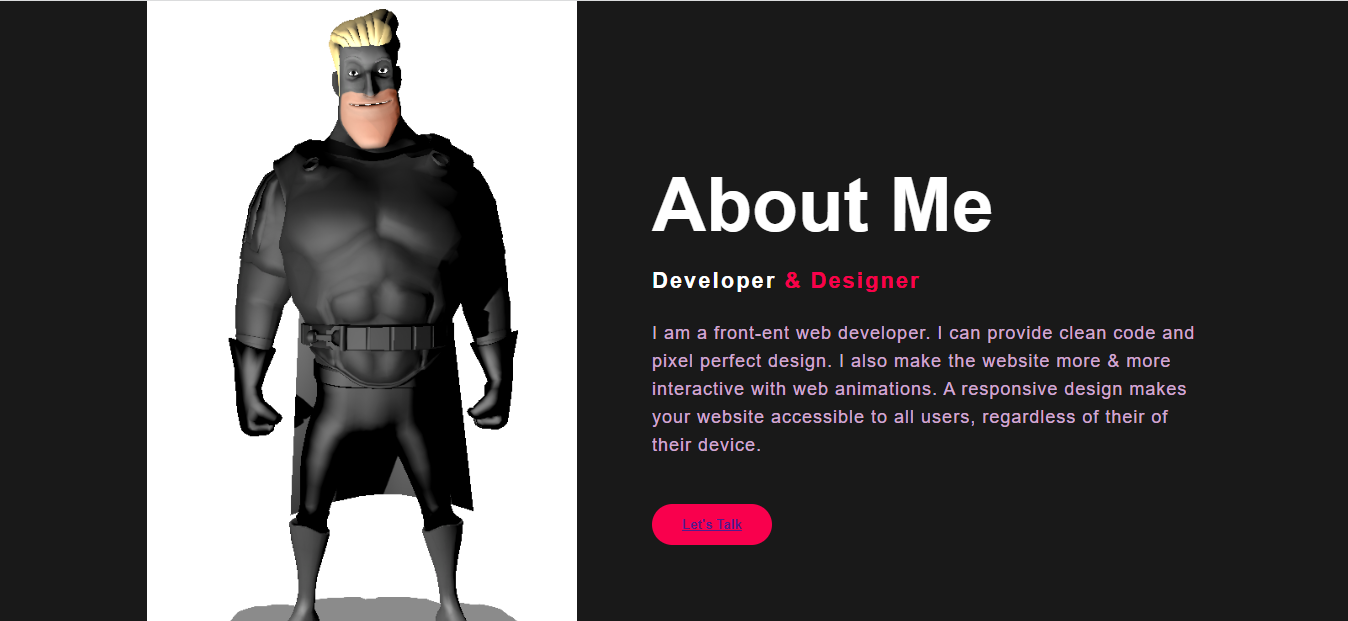 About Me
Developer & Designer
I am a front-ent web developer. I can provide clean code and
pixel perfect design. I also make the website more & more
interactive with web animations. A responsive design makes
your website accessible to all users, regardless of their of
their device.
Let's Talk